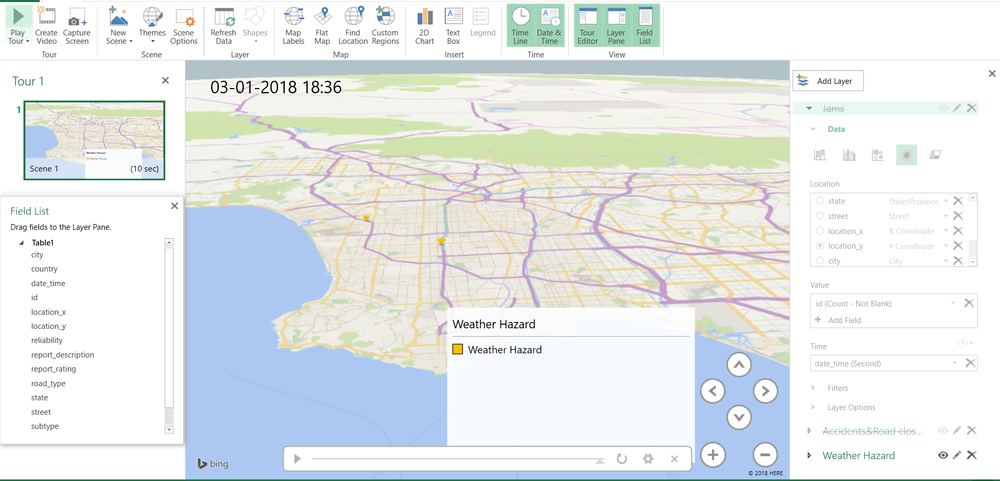 Play Tour
Create Video
Capture Screen
New Scene
Themes
Scene Options
Refresh Data
Shapes
Map Labels
Flat Map
Find Location
Custom Regions
2D Chart
Text Box
Legend
Time Line
Date & Time
Tour Editor
Layer Pane
Field List
Tour
Scene
Layer
Map
Insert
Time
View
Tour 1
1
Weather Hazard
Weather Hazard
Scene 1 (10 sec)
Field List
Drag fields to the Layer Pane.
Table1
city
country
date_time
id
location_x
location_y
reliability
report_description
report_rating
road_type
state
street
subtype
03-01-2018 18:36
Weather Hazard
Weather Hazard
bing
© 2018 HERE
Add Layer
Jams
Data
Location
state State/Province
street Street
location_x X Coordinate
location_y Y Coordinate
city City
Value
id (Count - Not Blank)
Add Field
Time
date_time (Second)
Filters
Layer Options
Accidents&Road clos...
Weather Hazard